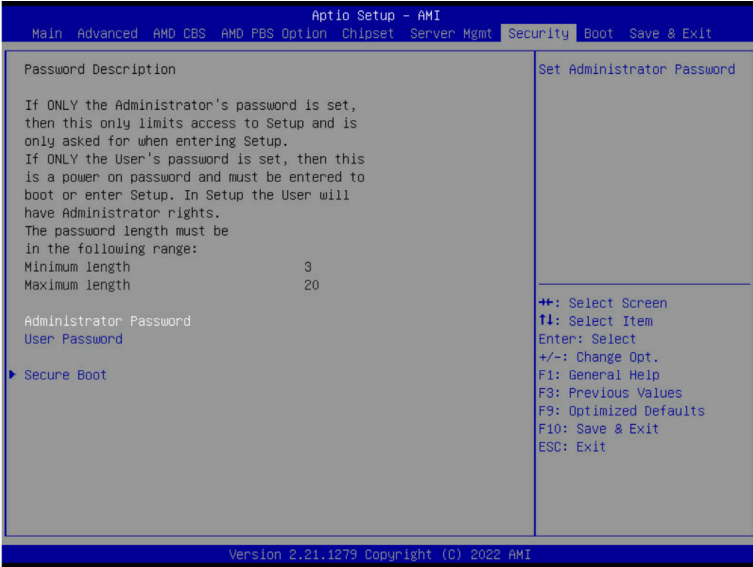 Aptio Setup - AMI
Main Advanced AMD CBS AMD PBS Option Chipset Server Mgmt Security Boot Save & Exit
Password Description
If ONLY the Administrator's password is set,
then this only limits access to Setup and is
only asked for when entering Setup.
If ONLY the User's password is set, then this
is a power on password and must be entered to
boot or enter Setup. In Setup the User will
have Administrator rights.
The password length must be
in the following range:
Minimum length 3
Maximum length 20
Administrator Password
User Password
Secure Boot
Set Administrator Password
→←: Select Screen
↑↓: Select Item
Enter: Select
+/-: Change Opt.
F1: General Help
F3: Previous Values
F9: Optimized Defaults
F10: Save & Exit
ESC: Exit
Version 2.21.1279 Copyright (C) 2022 AMI